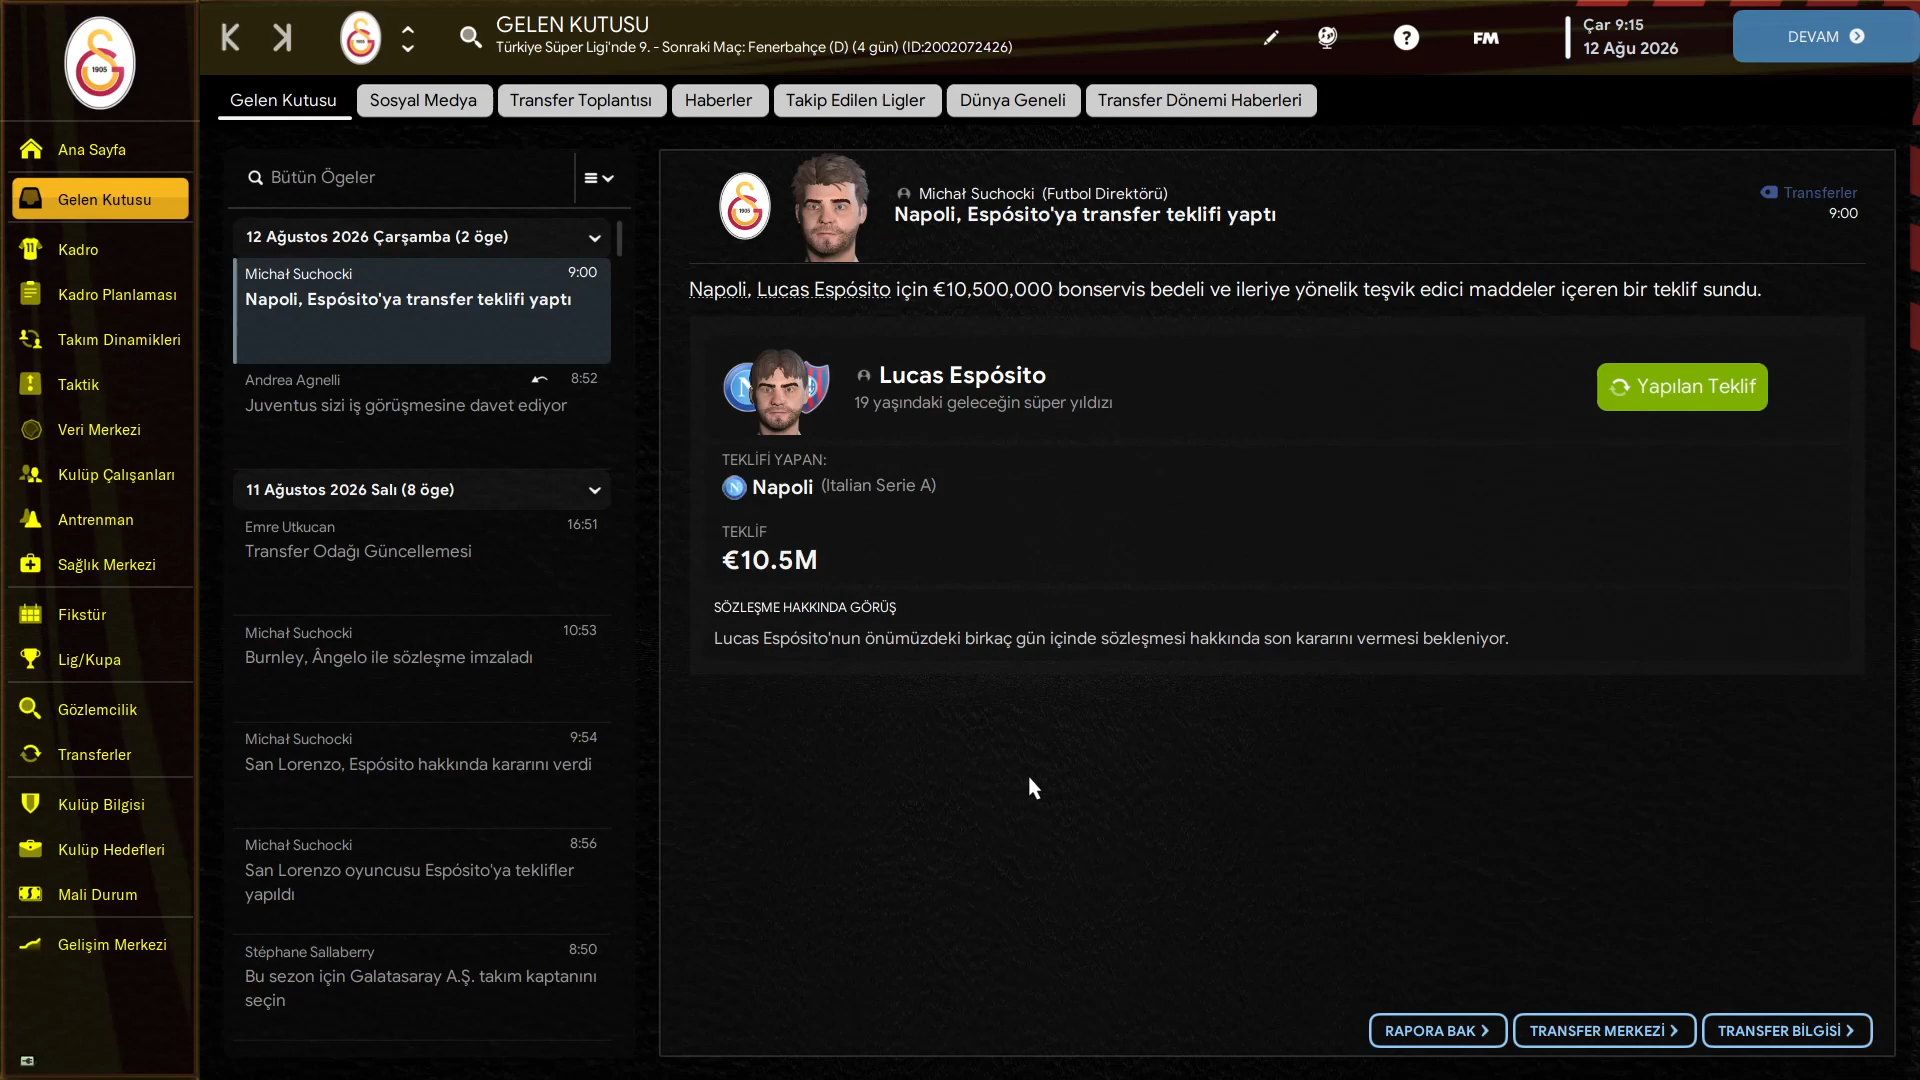 GELEN KUTUSU
Türkiye Süper Ligi'nde 9. - Sonraki Maç: Fenerbahçe (D) (4 gün) (ID:2002072426)
FM
Çar 9:15
12 Ağu 2026
DEVAM
Gelen Kutusu
Sosyal Medya
Transfer Toplantısı
Haberler
Takip Edilen Ligler
Dünya Geneli
Transfer Dönemi Haberleri
1905
Ana Sayfa
Gelen Kutusu
Kadro
Kadro Planlaması
Takım Dinamikleri
Taktik
Veri Merkezi
Kulüp Çalışanları
Antrenman
Sağlık Merkezi
Fikstür
Lig/Kupa
Gözlemcilik
Transferler
Kulüp Bilgisi
Kulüp Hedefleri
Mali Durum
Gelişim Merkezi
Bütün Ögeler
12 Ağustos 2026 Çarşamba (2 öge)
Michał Suchocki 9:00
Napoli, Espósito'ya transfer teklifi yaptı
Andrea Agnelli 8:52
Juventus sizi iş görüşmesine davet ediyor
11 Ağustos 2026 Salı (8 öge)
Emre Utkucan 16:51
Transfer Odağı Güncellemesi
Michał Suchocki 10:53
Burnley, Ângelo ile sözleşme imzaladı
Michał Suchocki 9:54
San Lorenzo, Espósito hakkında kararını verdi
Michał Suchocki 8:56
San Lorenzo oyuncusu Espósito'ya teklifler
yapıldı
Stéphane Sallaberry 8:50
Bu sezon için Galatasaray A.Ş. takım kaptanını
seçin
Michał Suchocki (Futbol Direktörü)
Napoli, Espósito'ya transfer teklifi yaptı
Transferler
9:00
Napoli, Lucas Espósito için €10,500,000 bonservis bedeli ve ileriye yönelik teşvik edici maddeler içeren bir teklif sundu.
Lucas Espósito
19 yaşındaki geleceğin süper yıldızı
Yapılan Teklif
TEKLİFİ YAPAN:
Napoli (Italian Serie A)
TEKLİF
€10.5M
SÖZLEŞME HAKKINDA GÖRÜŞ
Lucas Espósito'nun önümüzdeki birkaç gün içinde sözleşmesi hakkında son kararını vermesi bekleniyor.
RAPORA BAK
TRANSFER MERKEZİ
TRANSFER BİLGİSİ